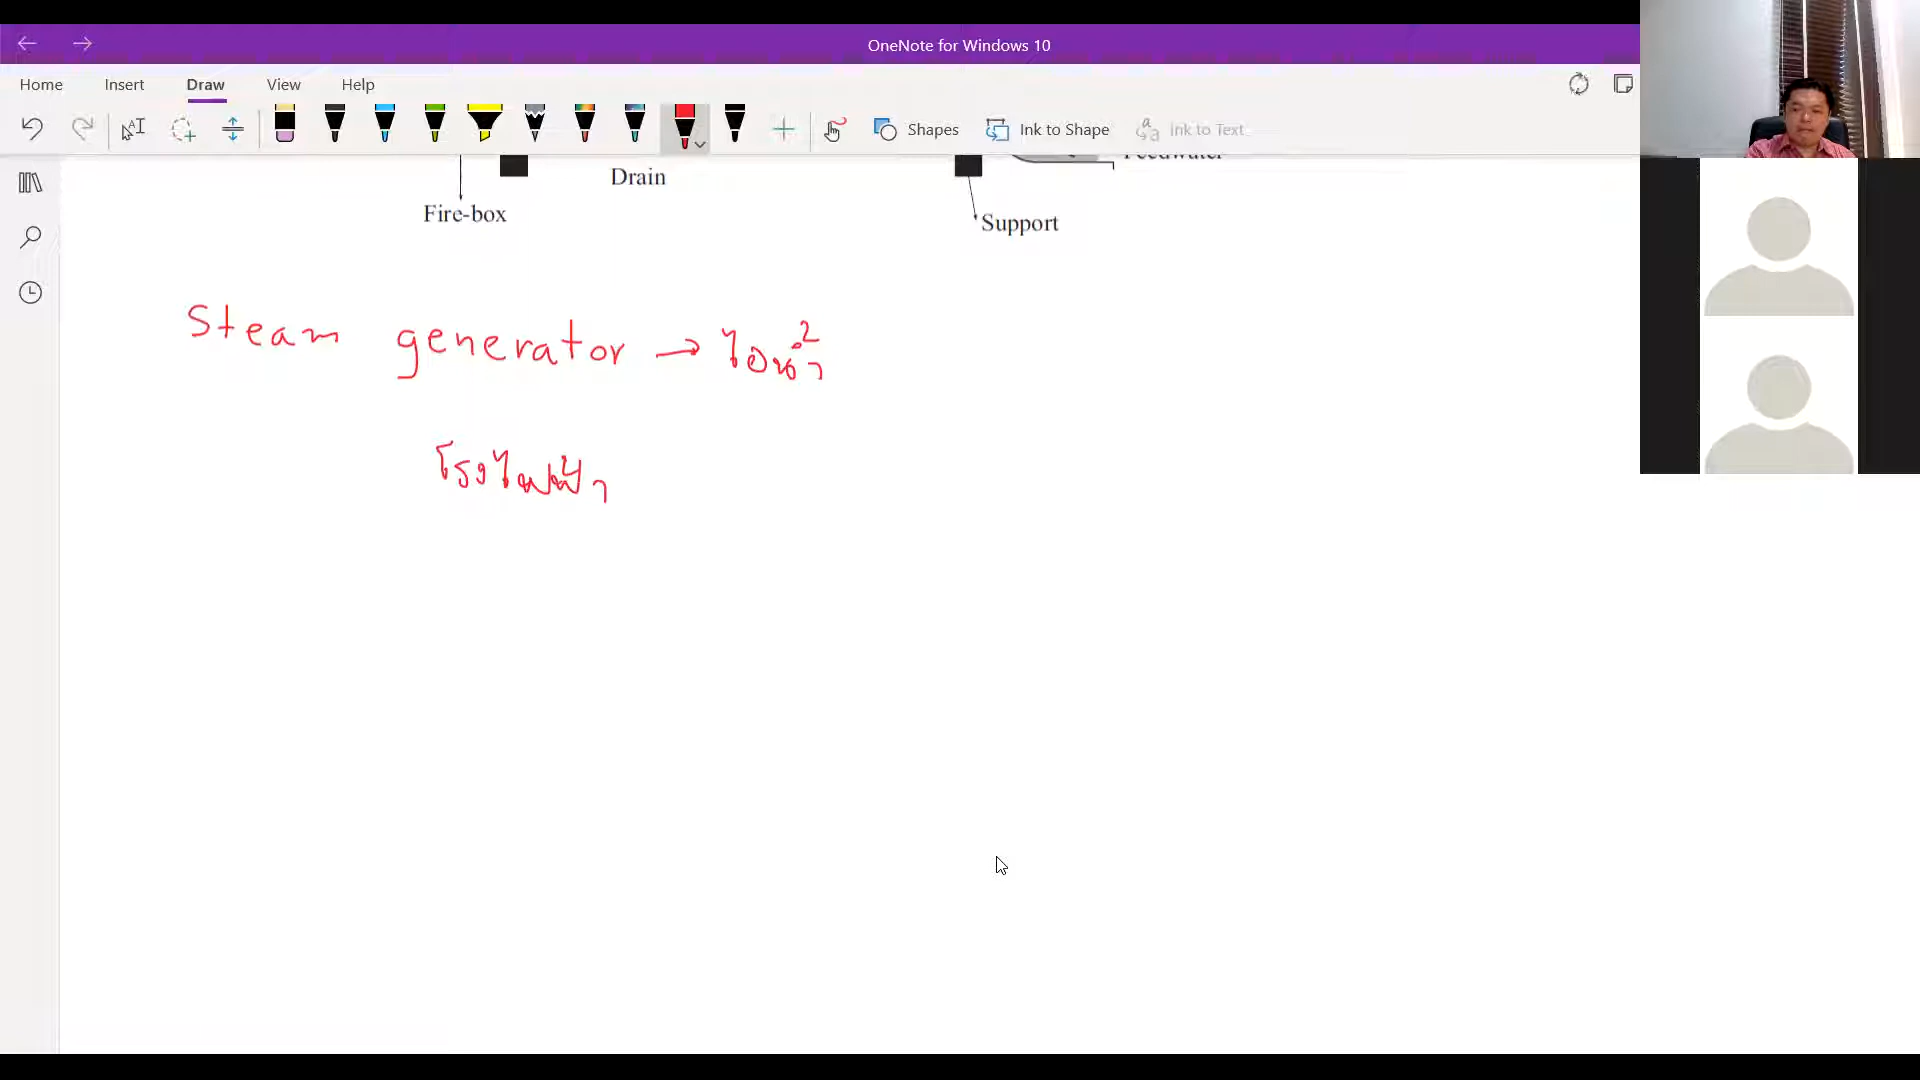 OneNote for Windows 10
Home Insert Draw View Help
Shapes Ink to Shape Ink to Text
Feedwater
Drain
Fire-box
Support
Steam generator → ไอน้ำ
โรงไฟฟ้า